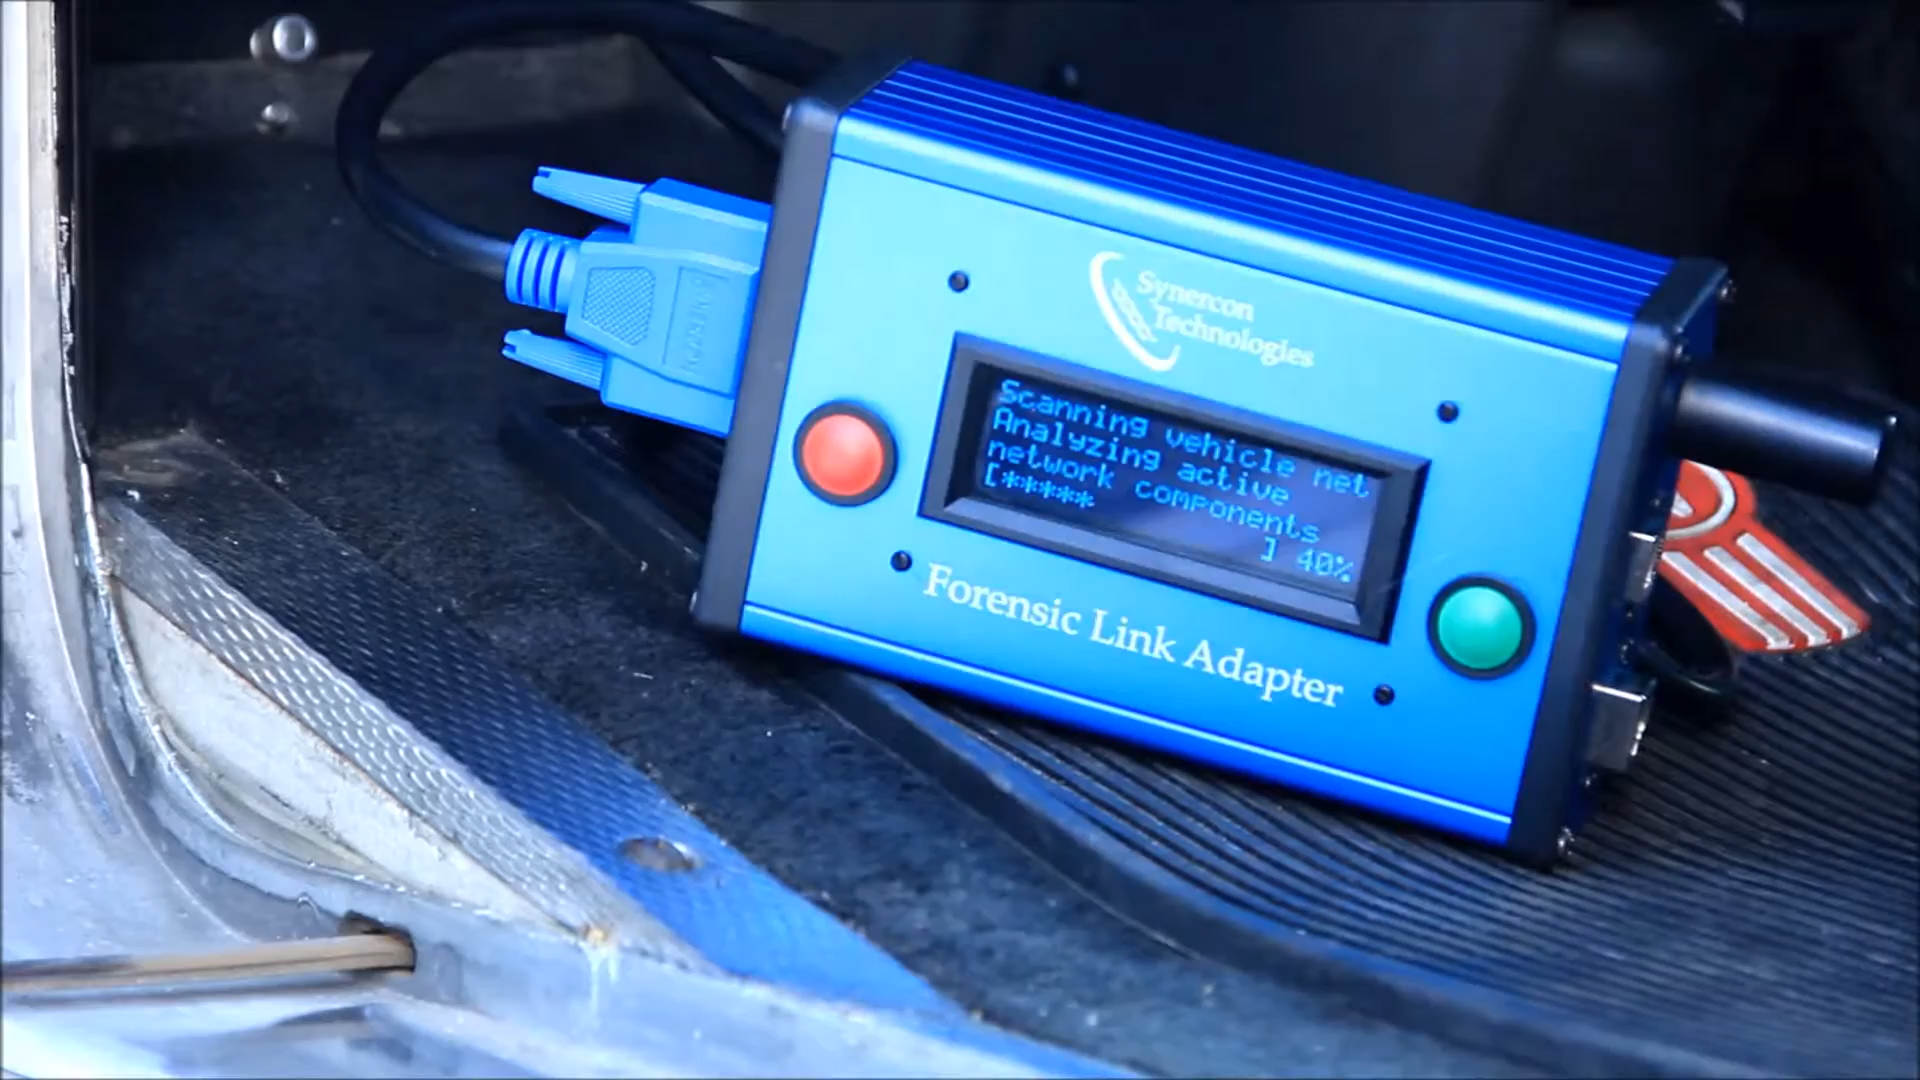 Synercon
Technologies
Scanning vehicle net
Analyzing active
network components
[***** ] 40%
Forensic Link Adapter